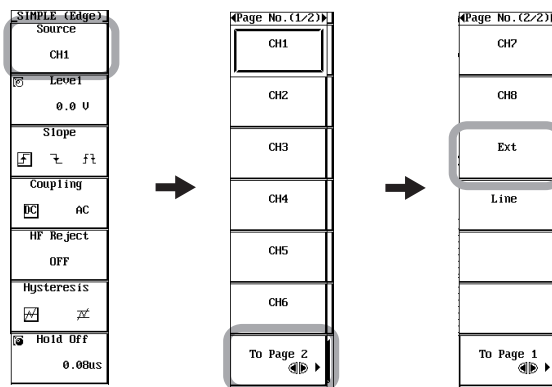 SIMPLE (Edge)
Source
CH1
Level
0.0 V
Slope
Coupling
DC AC
HF Reject
OFF
Hysteresis
Hold Off
0.08us
Page No.(1/2)
CH1
CH2
CH3
CH4
CH5
CH6
To Page 2
Page No.(2/2)
CH7
CH8
Ext
Line
To Page 1